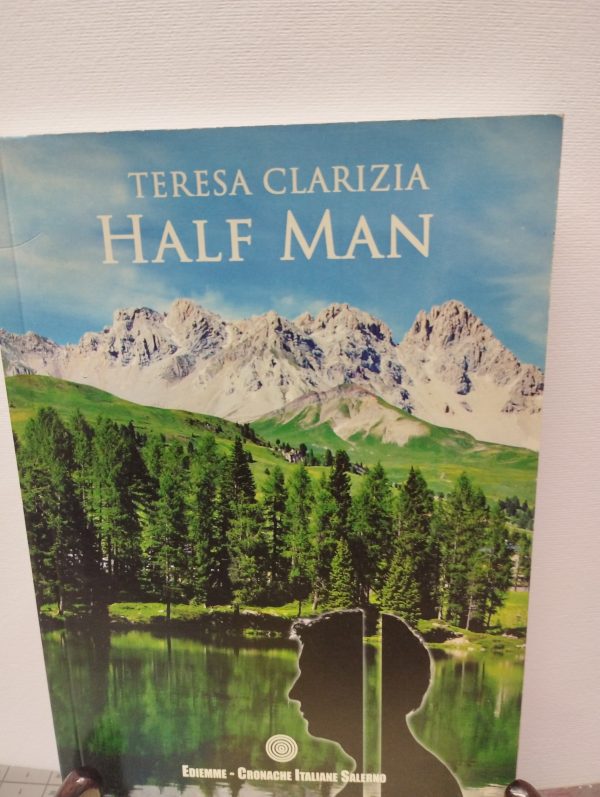 TERESA CLARIZIA
HALF MAN
EDIEMME - CRONACHE ITALIANE SALERNO